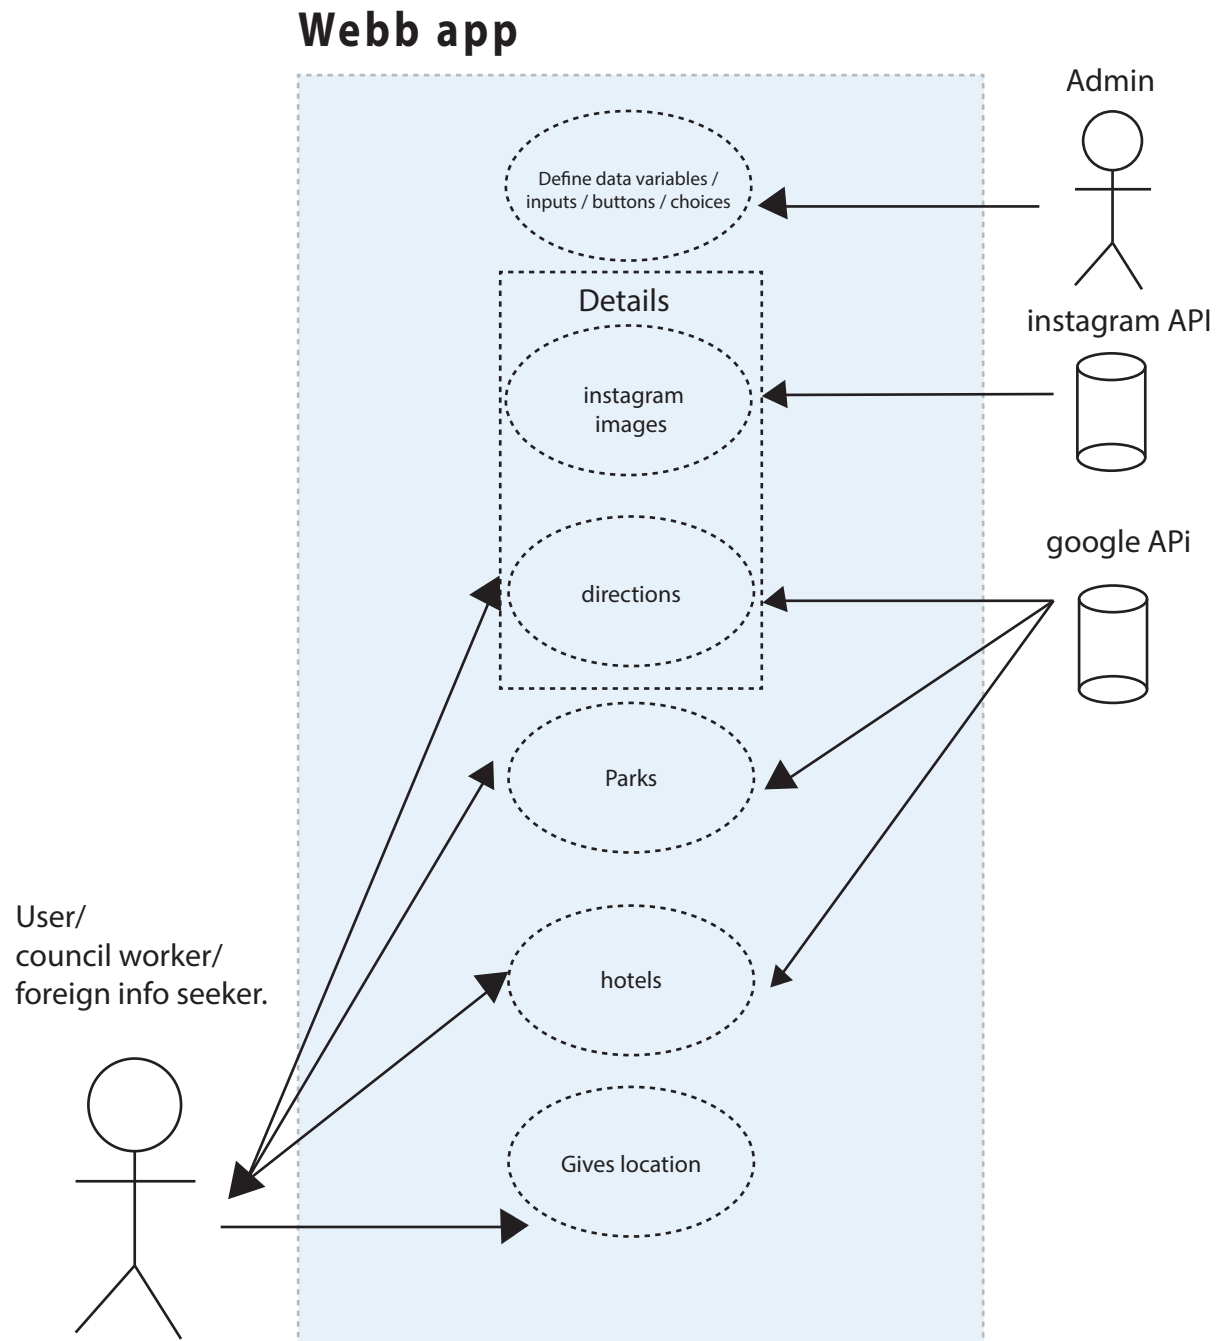 Webb app
Admin
Define data variables /
inputs / buttons / choices
Details
instagram API
instagram
images
google APi
directions
Parks
User/
council worker/
foreign info seeker.
hotels
Gives location